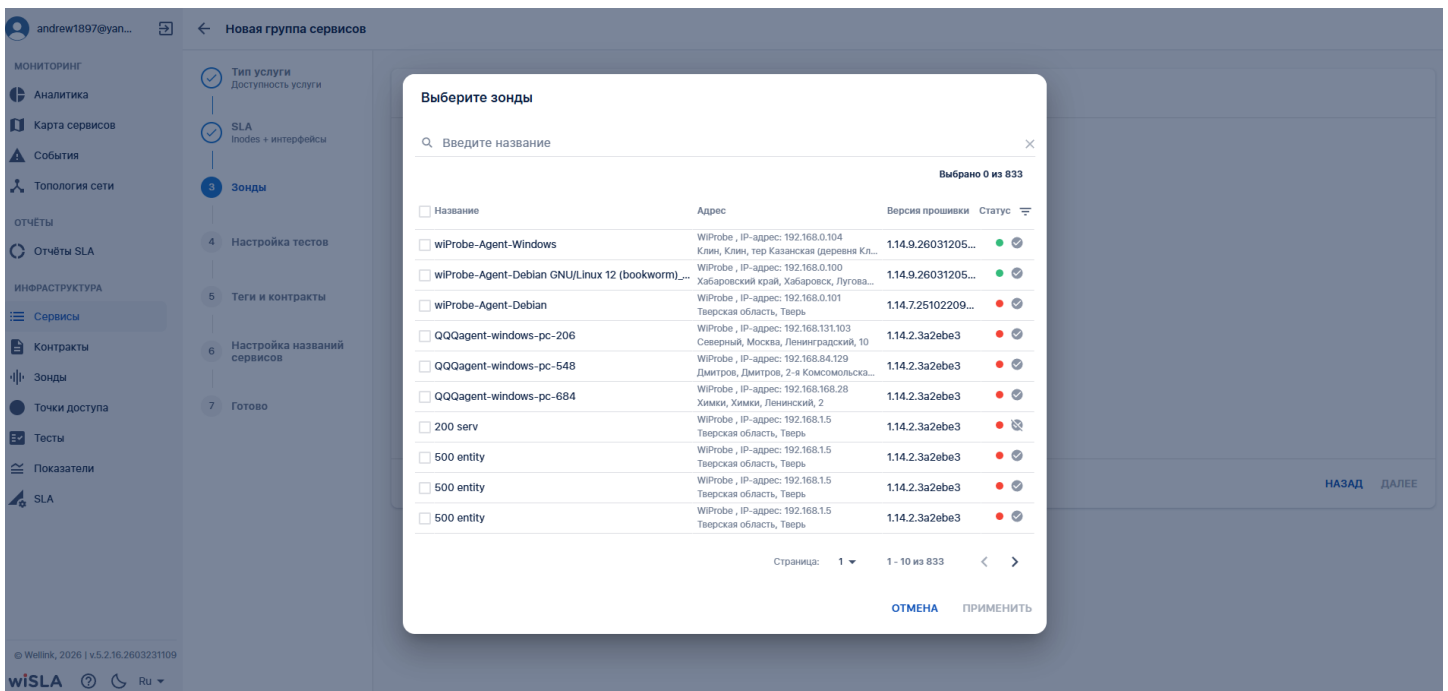 andrew1897@yan...
Новая группа сервисов
МОНИТОРИНГ
Аналитика
Карта сервисов
События
Топология сети
ОТЧЁТЫ
Отчёты SLA
ИНФРАСТРУКТУРА
Сервисы
Контракты
Зонды
Точки доступа
Тесты
Показатели
SLA
© Wellink, 2026 | v.5.2.16.2603231109
wiSLA
Ru
Тип услуги
Доступность услуги
SLA
Inodes + интерфейсы
3 Зонды
4 Настройка тестов
5 Теги и контракты
6 Настройка названий
сервисов
7 Готово
Выберите зонды
Введите название
Выбрано 0 из 833
Название Адрес Версия прошивки Статус
wiProbe-Agent-Windows WiProbe , IP-адрес: 192.168.0.104 1.14.9.26031205...
Клин, Клин, тер Казанская (деревня Кл...
wiProbe-Agent-Debian GNU/Linux 12 (bookworm)_... WiProbe , IP-адрес: 192.168.0.100 1.14.9.26031205...
Хабаровский край, Хабаровск, Лугова...
wiProbe-Agent-Debian WiProbe , IP-адрес: 192.168.0.101 1.14.7.25102209...
Тверская область, Тверь
QQQagent-windows-pc-206 WiProbe , IP-адрес: 192.168.131.103 1.14.2.3a2ebe3
Северный, Москва, Ленинградский, 10
QQQagent-windows-pc-548 WiProbe , IP-адрес: 192.168.84.129 1.14.2.3a2ebe3
Дмитров, Дмитров, 2-я Комсомольска...
QQQagent-windows-pc-684 WiProbe , IP-адрес: 192.168.168.28 1.14.2.3a2ebe3
Химки, Химки, Ленинский, 2
200 serv WiProbe , IP-адрес: 192.168.1.5 1.14.2.3a2ebe3
Тверская область, Тверь
500 entity WiProbe , IP-адрес: 192.168.1.5 1.14.2.3a2ebe3
Тверская область, Тверь
500 entity WiProbe , IP-адрес: 192.168.1.5 1.14.2.3a2ebe3
Тверская область, Тверь
500 entity WiProbe , IP-адрес: 192.168.1.5 1.14.2.3a2ebe3
Тверская область, Тверь
Страница: 1 1 - 10 из 833
ОТМЕНА ПРИМЕНИТЬ
НАЗАД ДАЛЕЕ